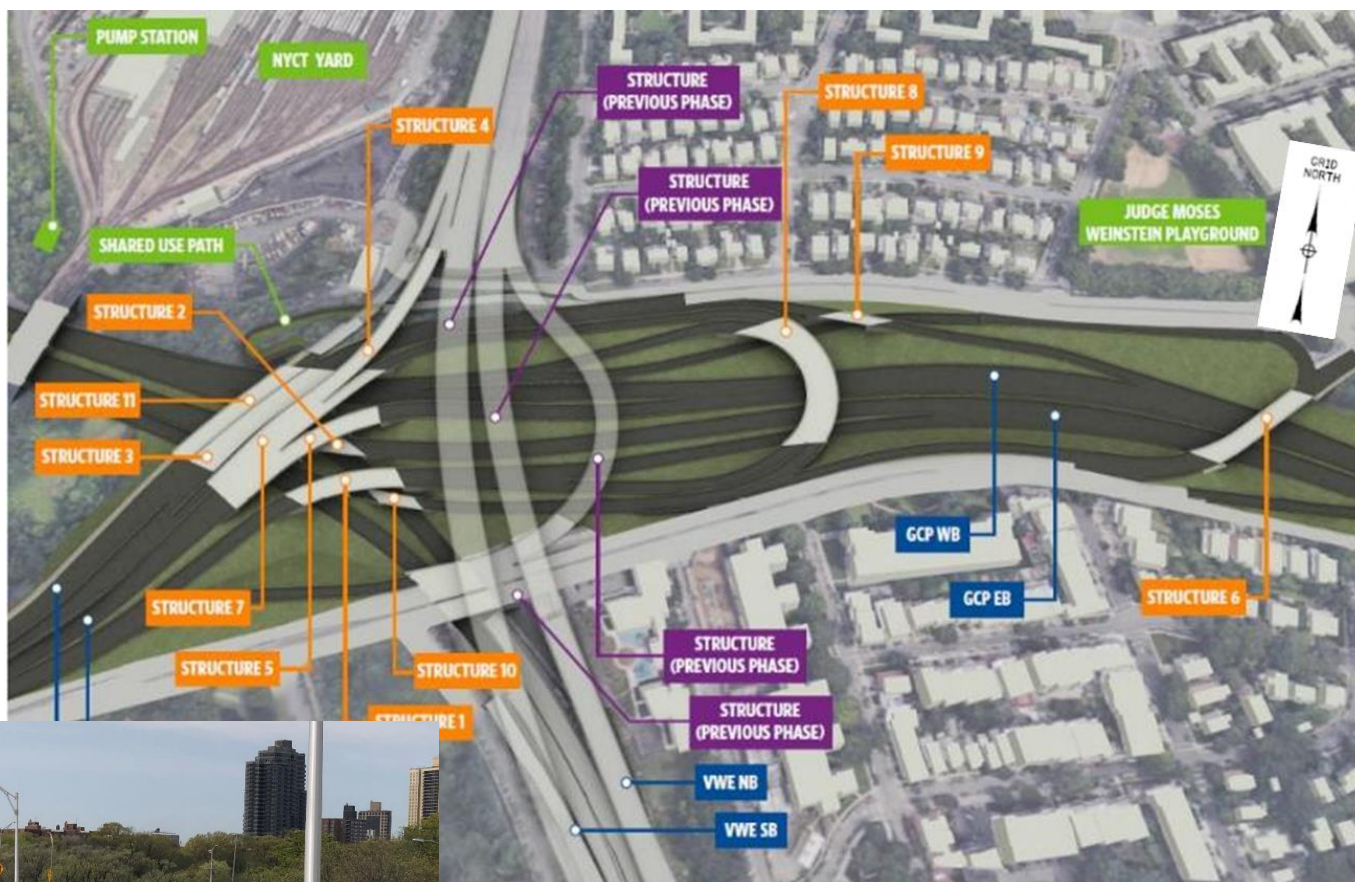 PUMP STATION
NYCT YARD
STRUCTURE
(PREVIOUS PHASE)
STRUCTURE 8
STRUCTURE 4
STRUCTURE 9
STRUCTURE
(PREVIOUS PHASE)
GRID
NORTH
JUDGE MOSES
WEINSTEIN PLAYGROUND
SHARED USE PATH
STRUCTURE 2
STRUCTURE 11
STRUCTURE 3
GCP WB
GCP EB
STRUCTURE 6
STRUCTURE 7
STRUCTURE 5
STRUCTURE 10
STRUCTURE
(PREVIOUS PHASE)
STRUCTURE 1
STRUCTURE
(PREVIOUS PHASE)
VWE NB
VWE SB